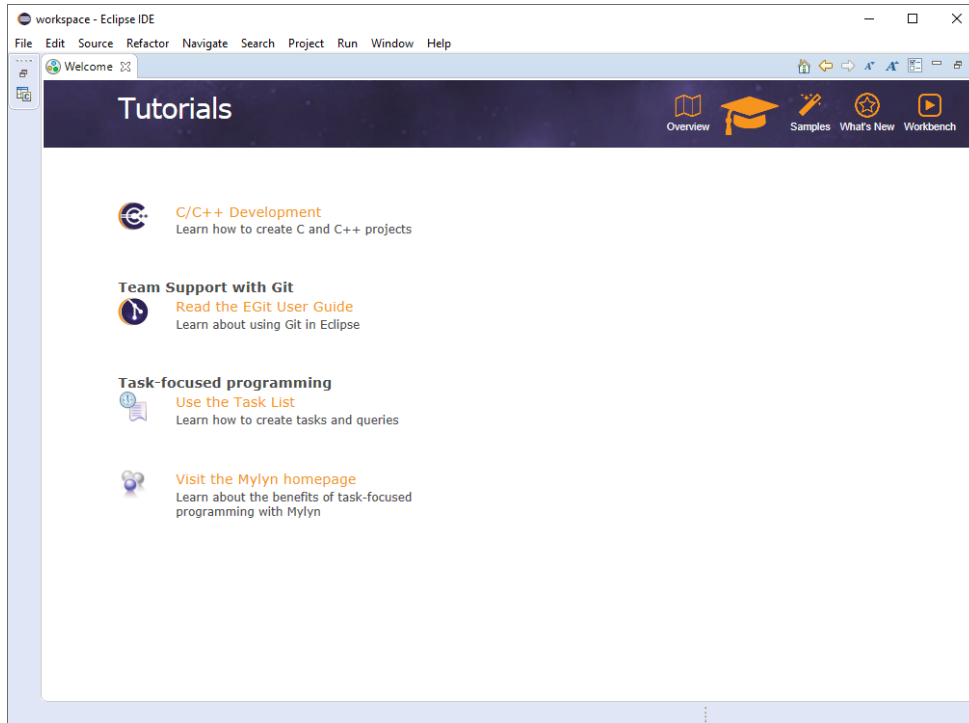 workspace - Eclipse IDE
File Edit Source Refactor Navigate Search Project Run Window Help
Welcome
Tutorials
Overview
Samples
What's New
Workbench
C/C++ Development
Learn how to create C and C++ projects
Team Support with Git
Read the EGit User Guide
Learn about using Git in Eclipse
Task-focused programming
Use the Task List
Learn how to create tasks and queries
Visit the Mylyn homepage
Learn about the benefits of task-focused
programming with Mylyn